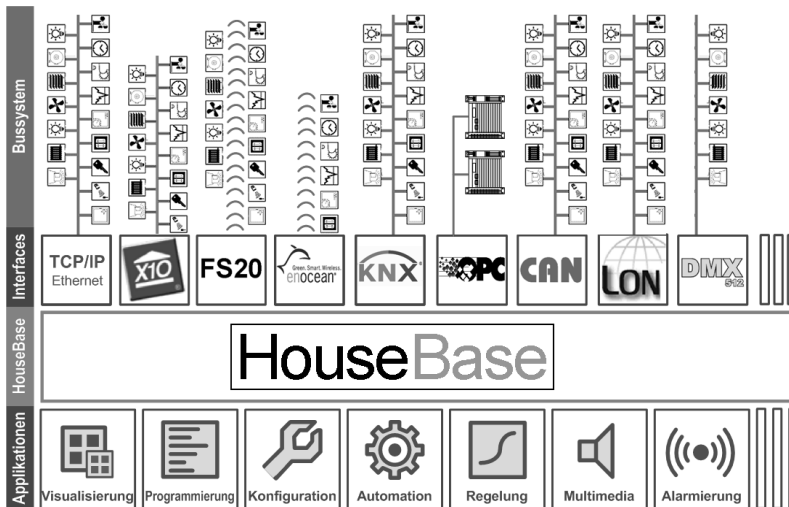 Bussystem
Interfaces
TCP/IP
Ethernet
X10
FS20
Green. Smart. Wireless.
enocean®
KNX®
OPC
CAN
LON
DMX
512
HouseBase
HouseBase
Applikationen
Visualisierung
Programmierung
Konfiguration
Automation
Regelung
Multimedia
Alarmierung